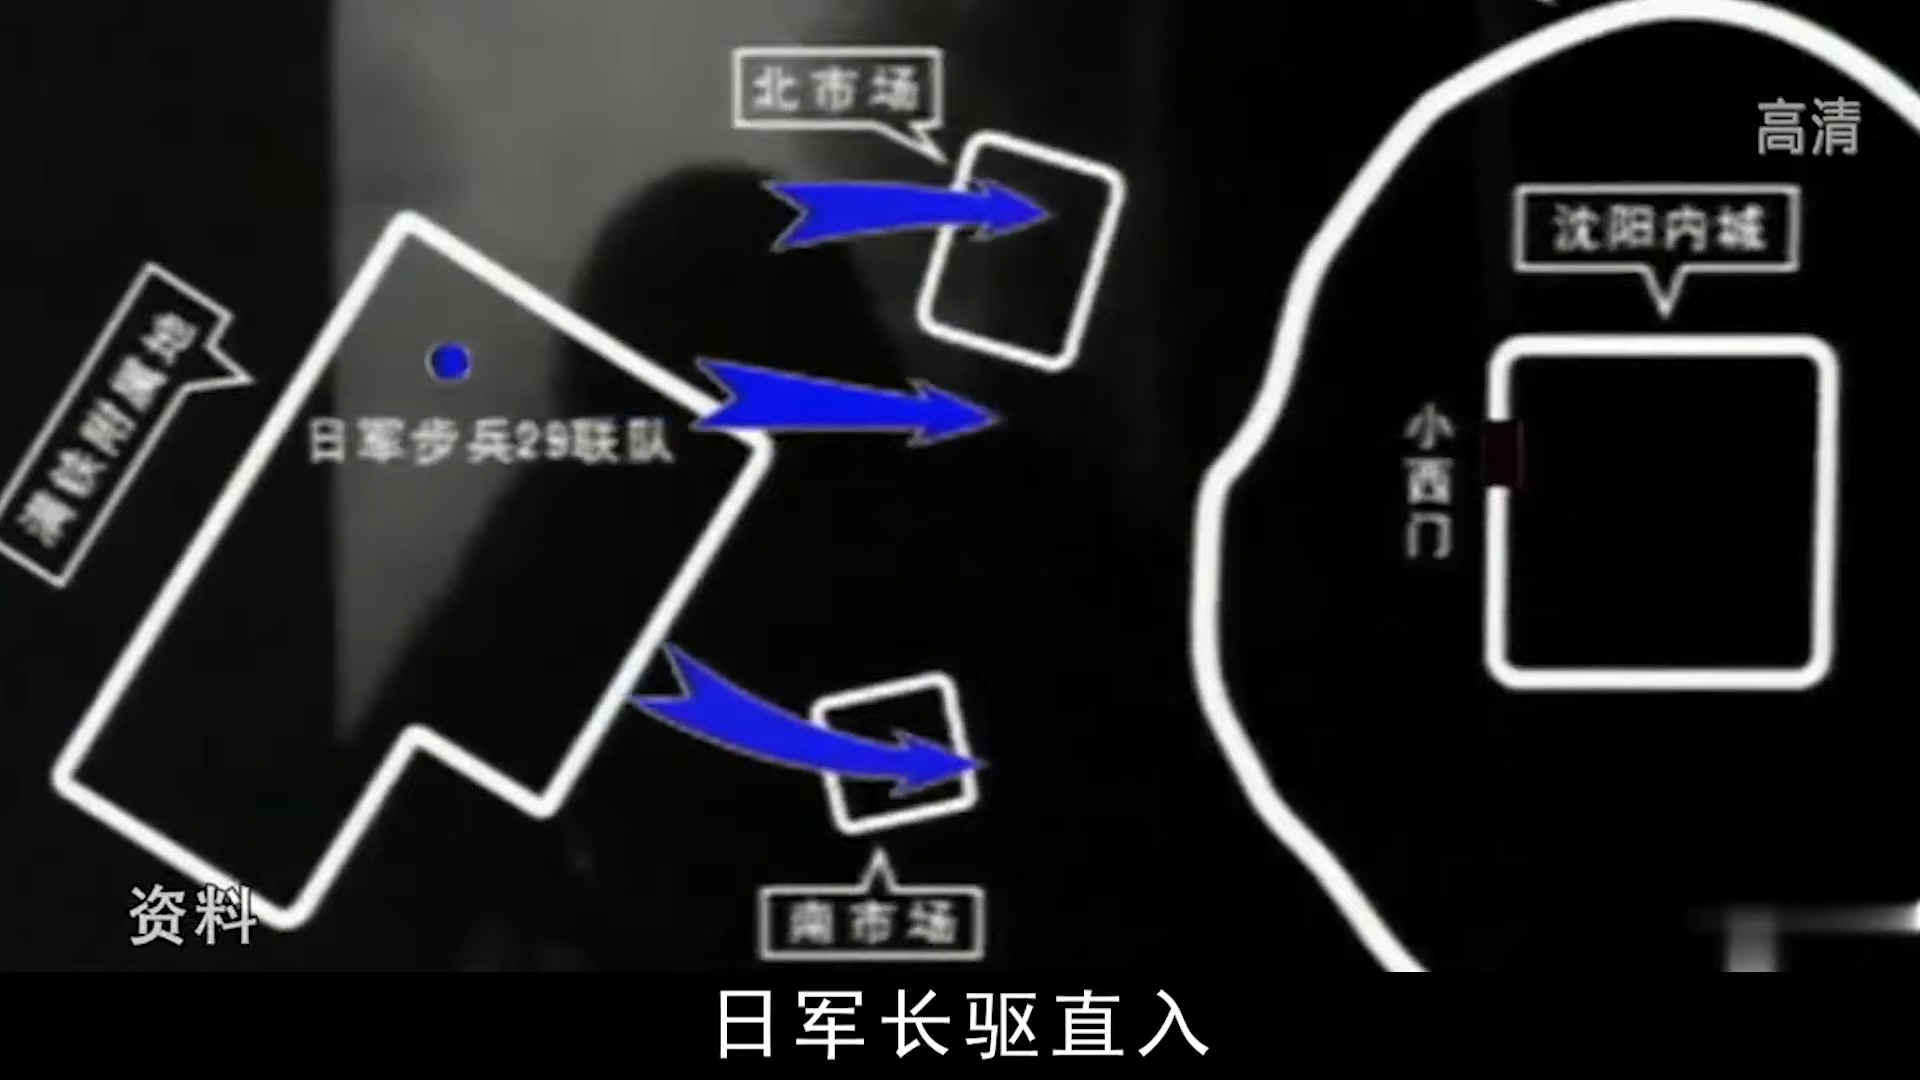 北市场
高清
沈阳内城
满铁附属地
日军步兵29联队
小西门
南市场
资料
日军长驱直入